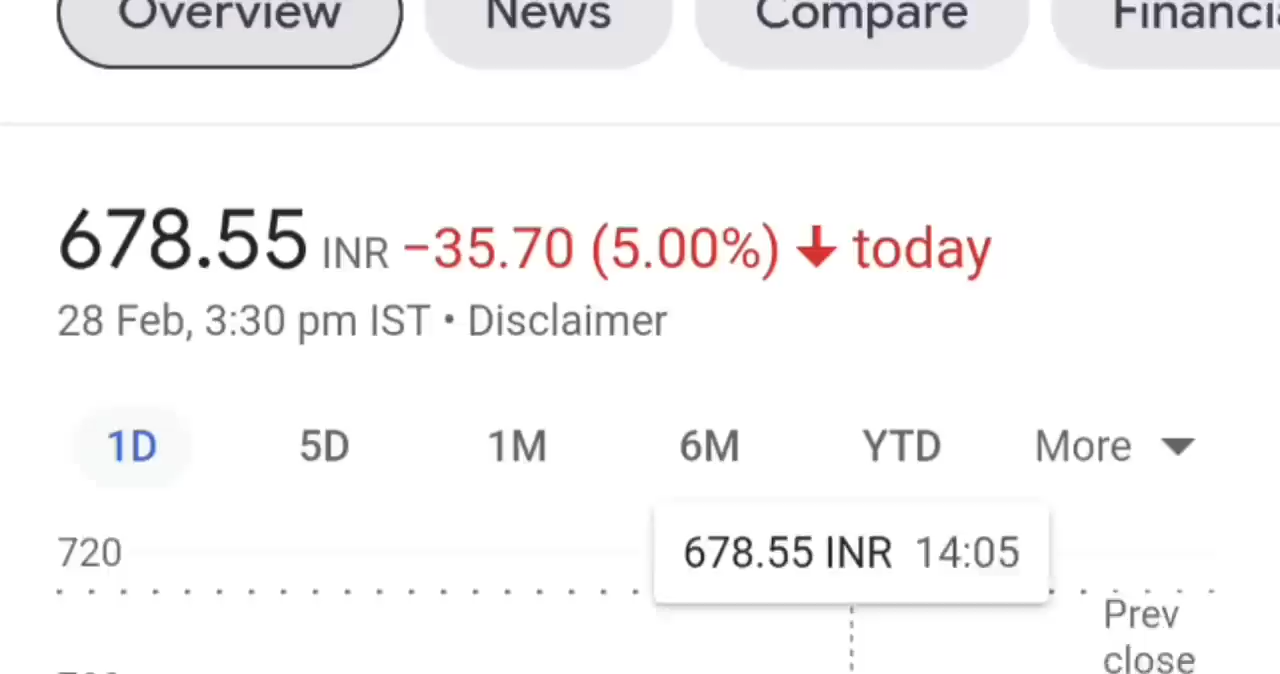 Overview News Compare
678.55 INR −35.70 (5.00%) today
28 Feb, 3:30 pm IST • Disclaimer
1D 5D 1M 6M YTD More
678.55 INR 14:05
720
Prev
close